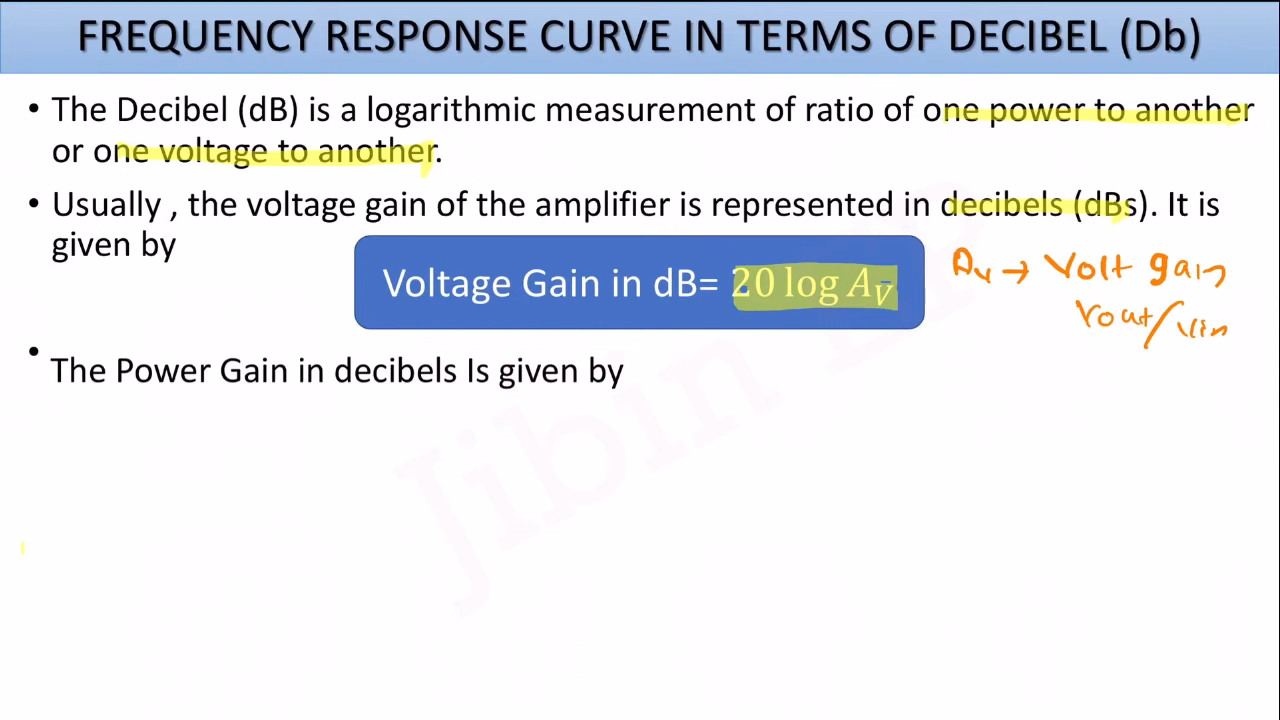 FREQUENCY RESPONSE CURVE IN TERMS OF DECIBEL (Db)
• The Decibel (dB) is a logarithmic measurement of ratio of one power to another
or one voltage to another.
• Usually , the voltage gain of the amplifier is represented in decibels (dBs). It is
given by
Voltage Gain in dB= 20 log A_V
Av → Volt gain
Vout/Vin
• The Power Gain in decibels Is given by
Jibin EP